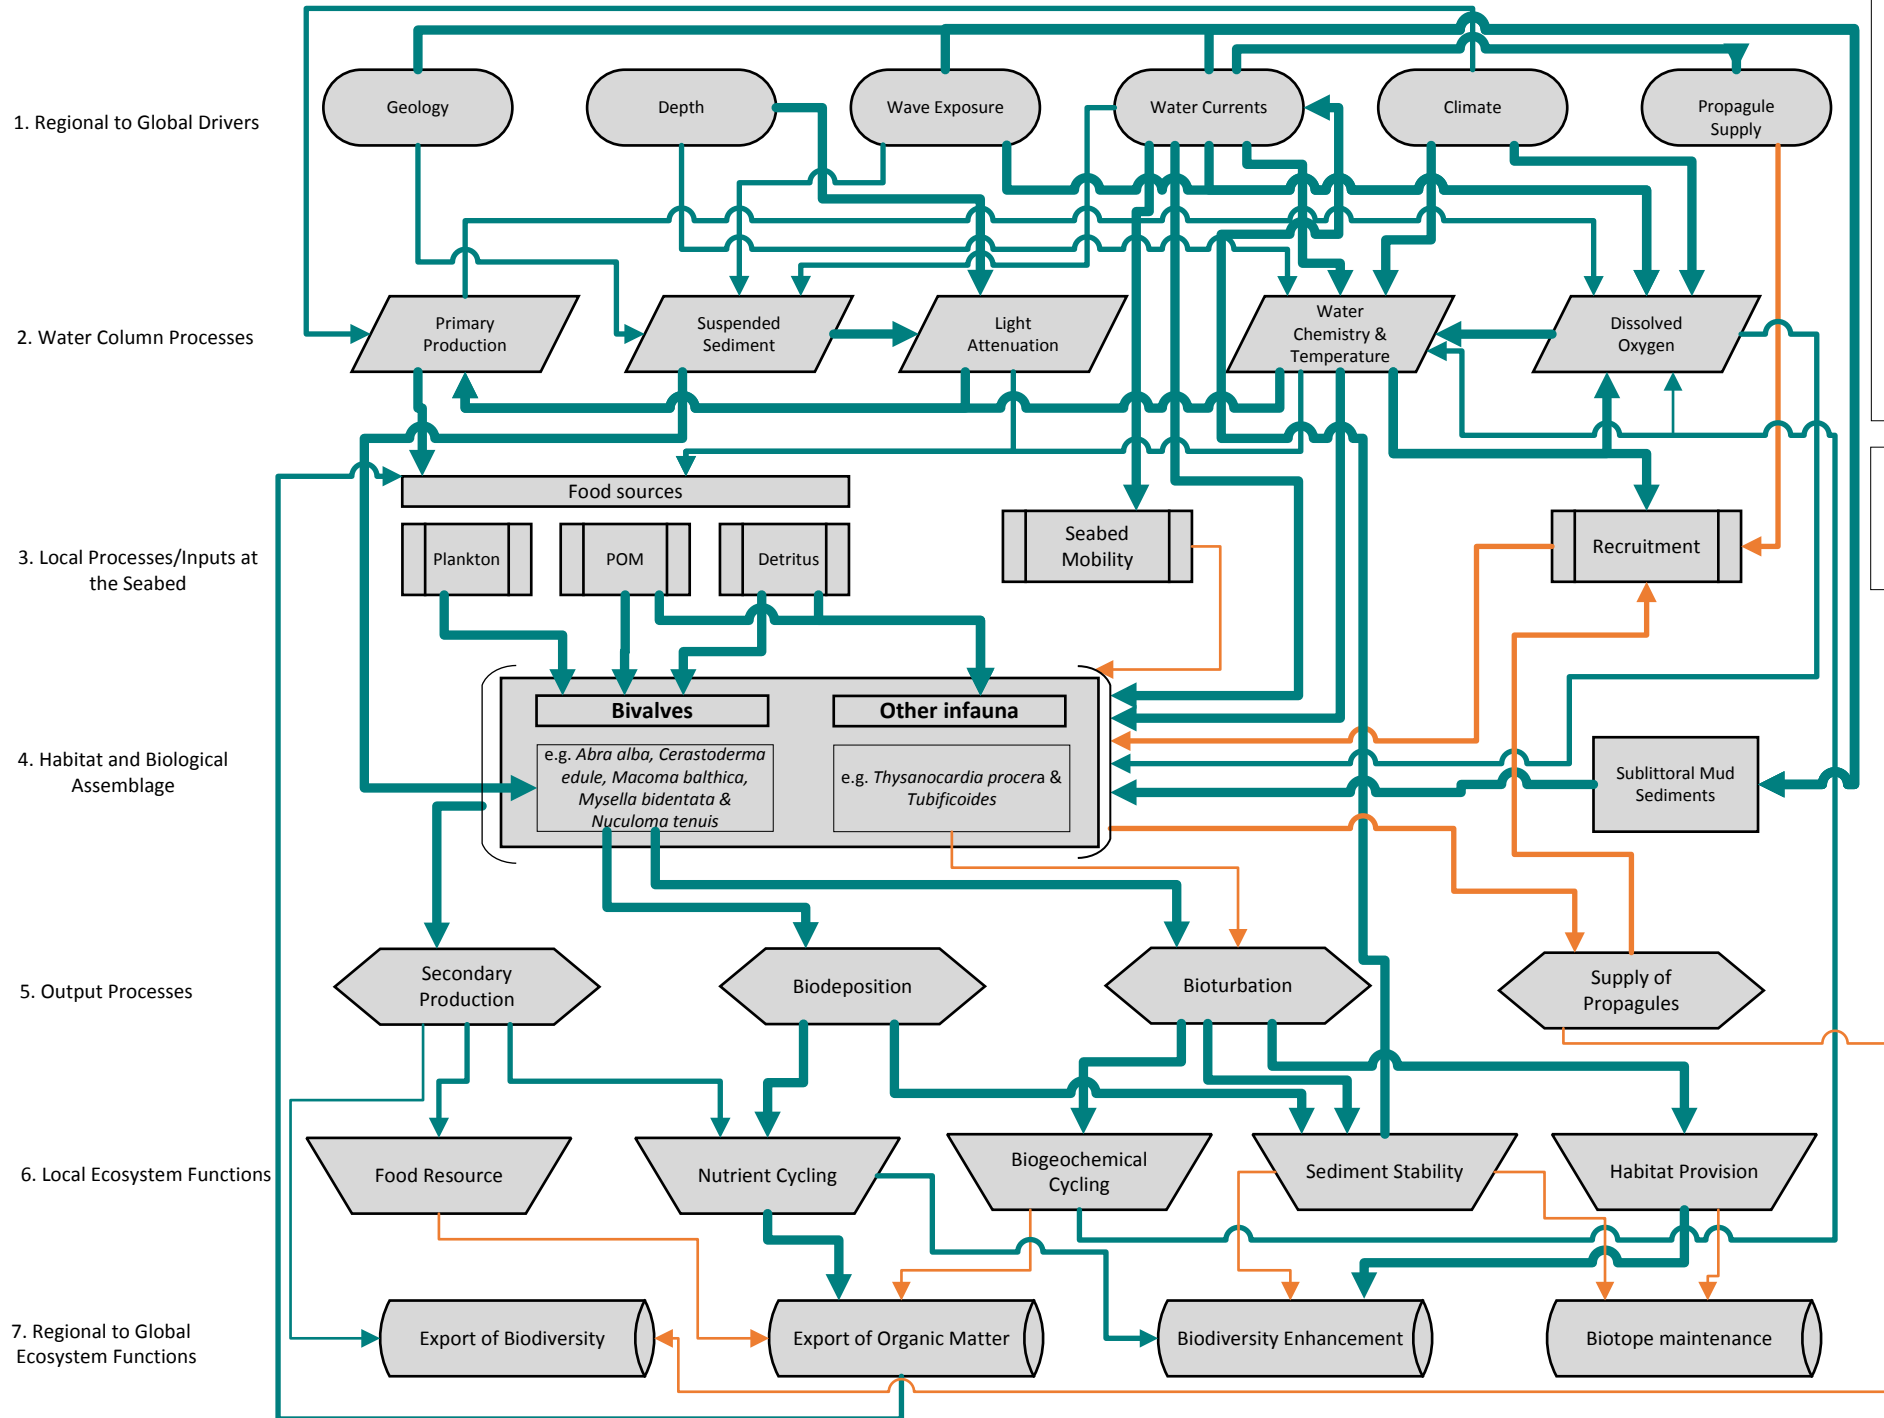 1. Regional to Global Drivers
Geology
Depth
Wave Exposure
Water Currents
Climate
Propagule
Supply
2. Water Column Processes
Primary
Production
Suspended
Sediment
Light
Attenuation
Water
Chemistry &
Temperature
Dissolved
Oxygen
3. Local Processes/Inputs at
the Seabed
Food sources
Plankton
POM
Detritus
Seabed
Mobility
Recruitment
4. Habitat and Biological
Assemblage
Bivalves
e.g. Abra alba, Cerastoderma
edule, Macoma balthica,
Mysella bidentata &
Nuculoma tenuis
Other infauna
e.g. Thysanocardia procera &
Tubificoides
Sublittoral Mud
Sediments
5. Output Processes
Secondary
Production
Biodeposition
Bioturbation
Supply of
Propagules
6. Local Ecosystem Functions
Food Resource
Nutrient Cycling
Biogeochemical
Cycling
Sediment Stability
Habitat Provision
7. Regional to Global
Ecosystem Functions
Export of Biodiversity
Export of Organic Matter
Biodiversity Enhancement
Biotope maintenance